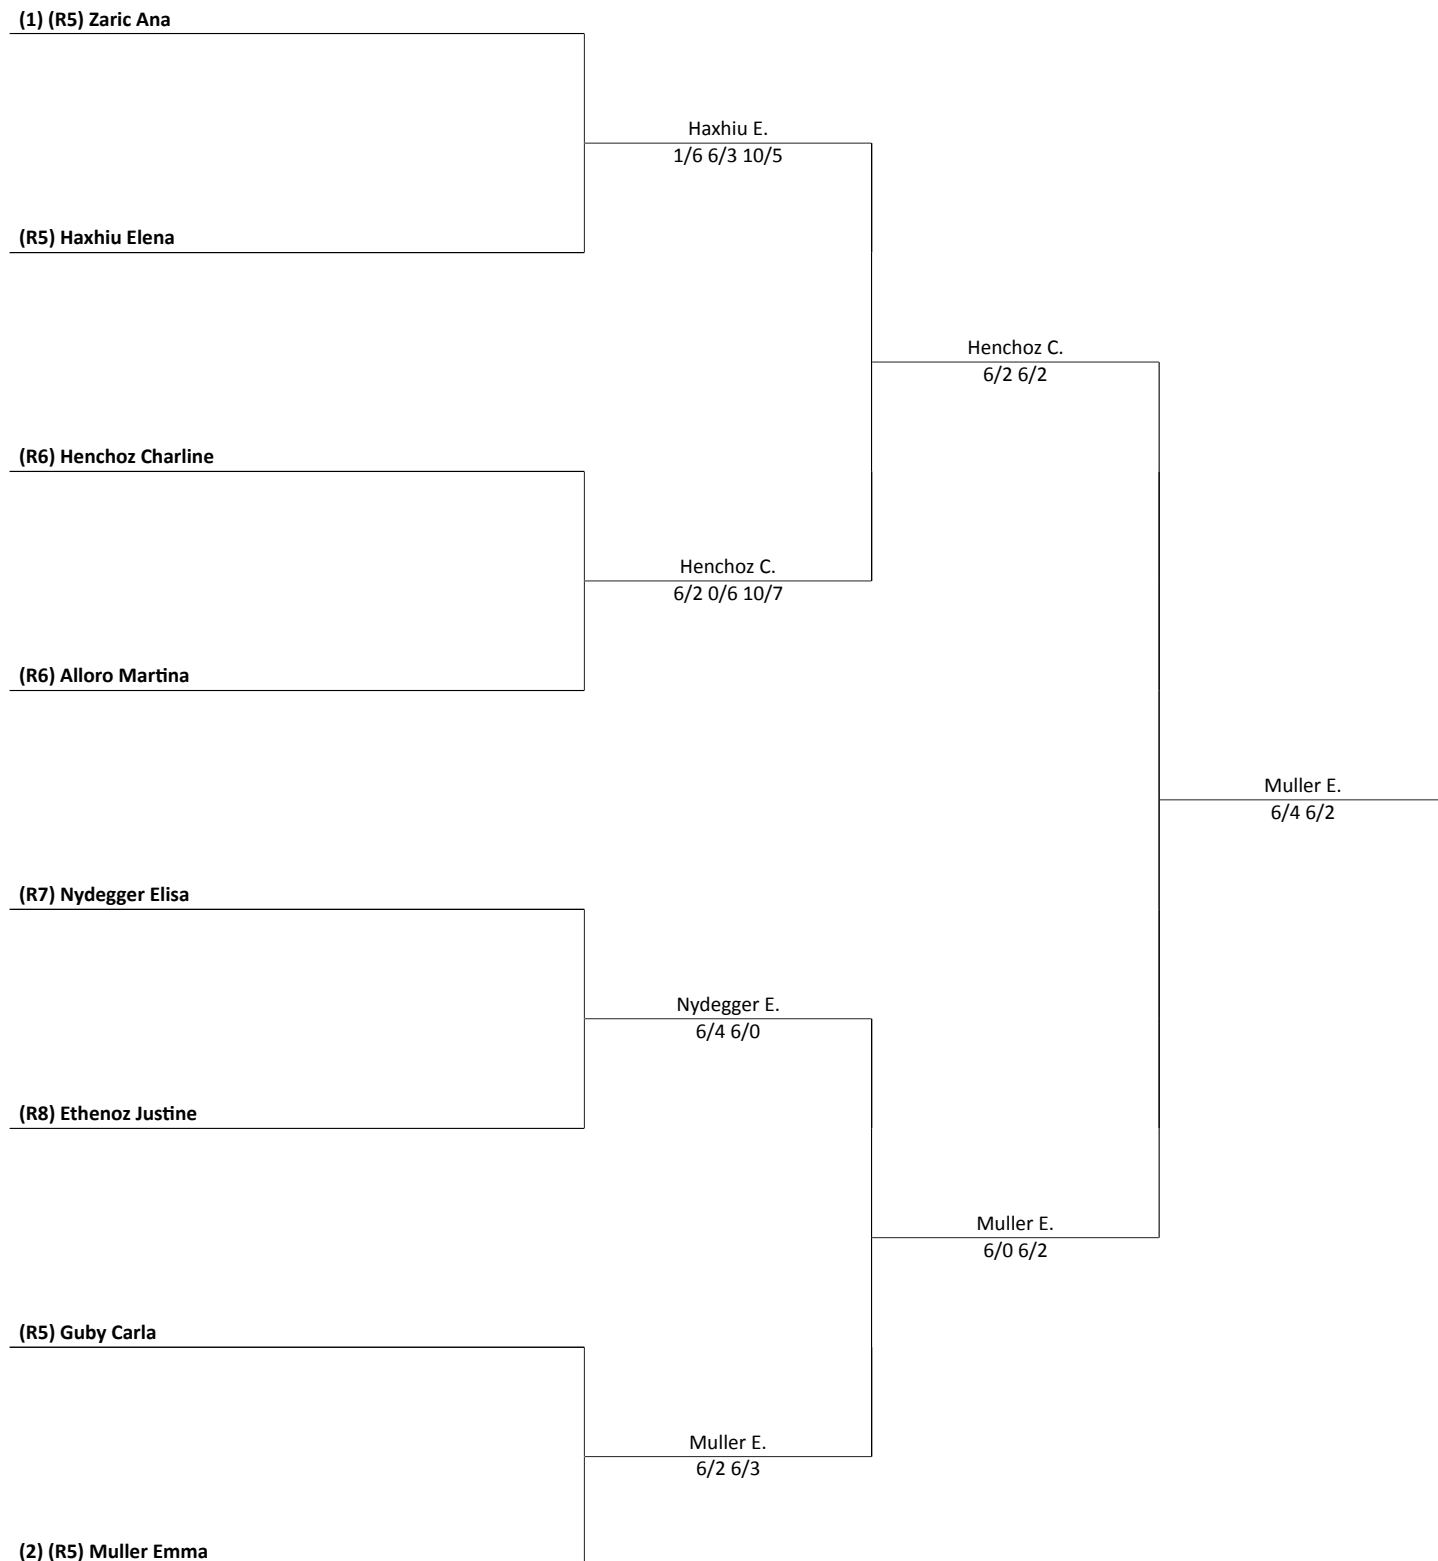 (1) (R5) Zaric Ana
Haxhiu E.
1/6 6/3 10/5
(R5) Haxhiu Elena
Henchoz C.
6/2 6/2
(R6) Henchoz Charline
Henchoz C.
6/2 0/6 10/7
(R6) Alloro Martina
Muller E.
6/4 6/2
(R7) Nydegger Elisa
Nydegger E.
6/4 6/0
(R8) Ethenoz Justine
Muller E.
6/0 6/2
(R5) Guby Carla
Muller E.
6/2 6/3
(2) (R5) Muller Emma